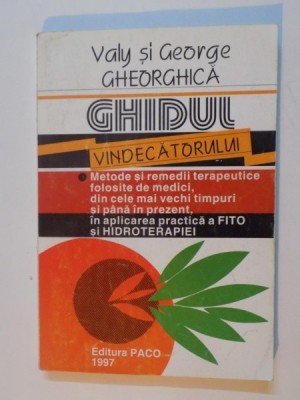 Valy și George
GHEORGHICĂ
GHIDUL
VINDECĂTORULUI
Metode și remedii terapeutice
folosite de medici,
din cele mai vechi timpuri
și până în prezent,
în aplicarea practică a FITO
și HIDROTERAPIEI
Editura PACO
1997